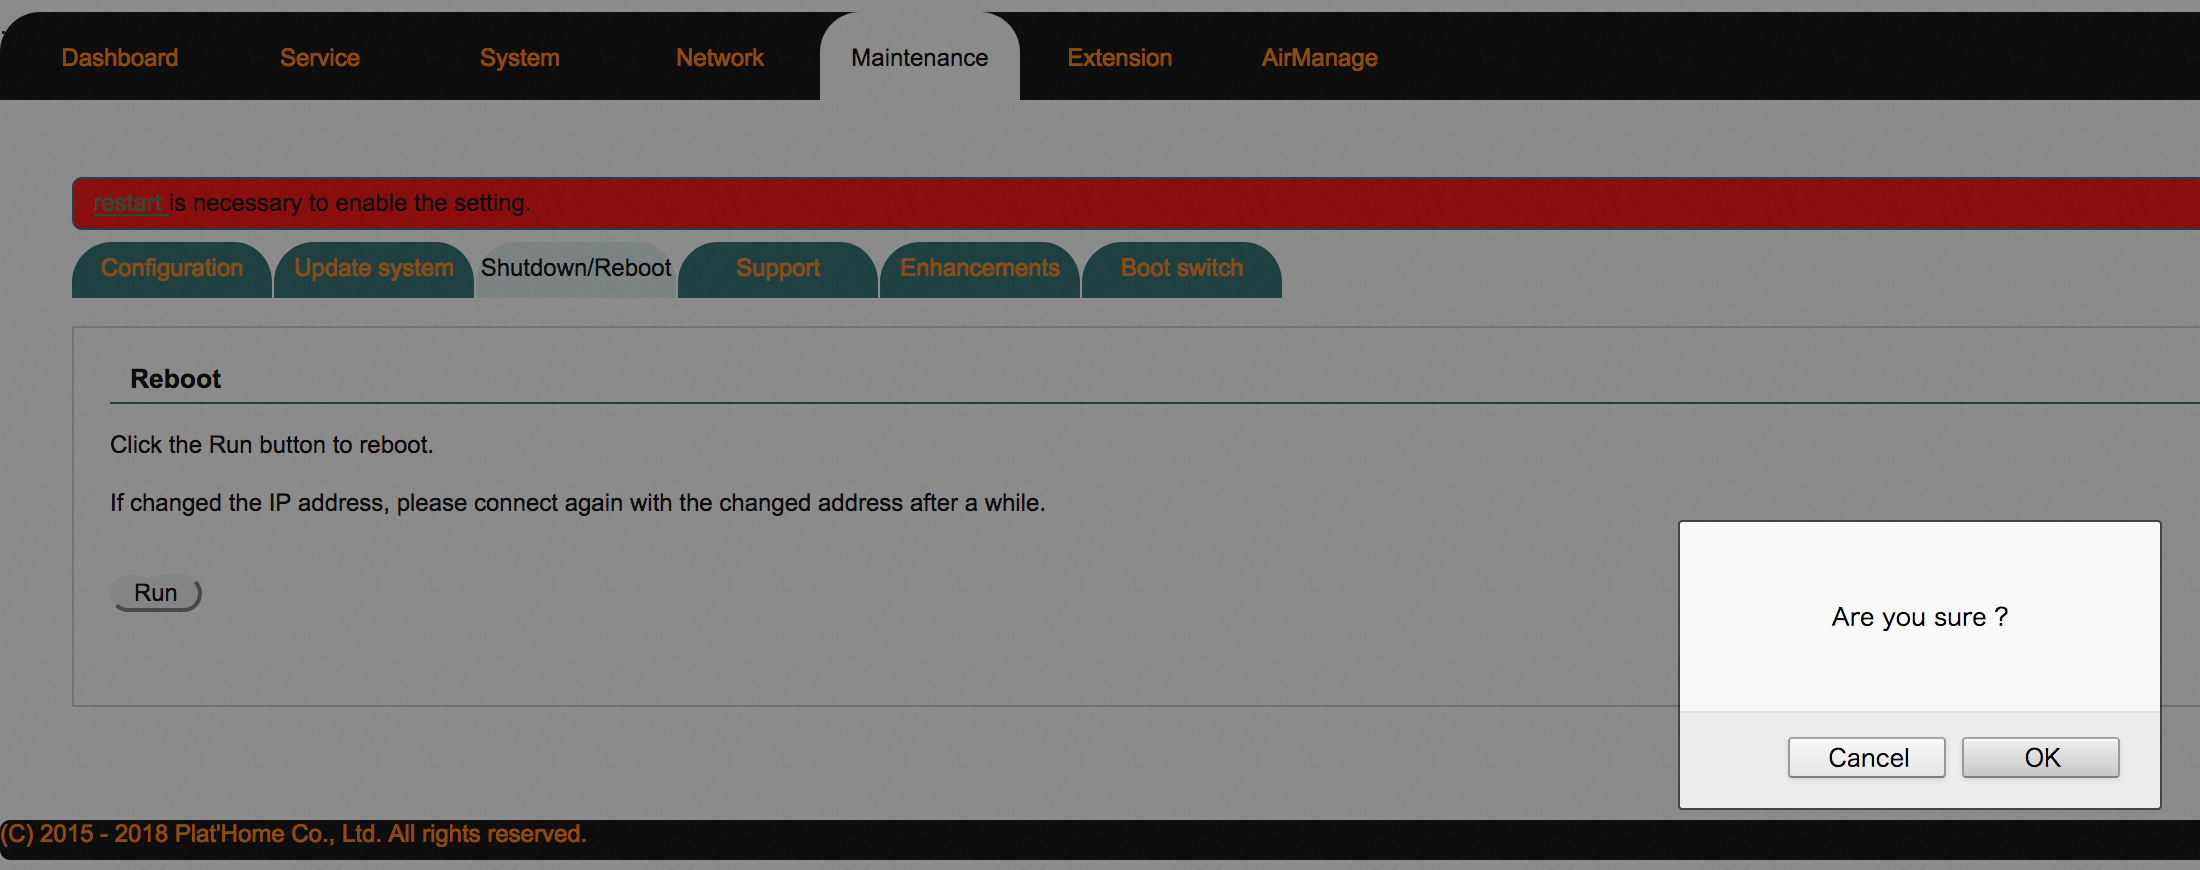 Dashboard Service System Network Maintenance Extension AirManage
restart is necessary to enable the setting.
Configuration Update system Shutdown/Reboot Support Enhancements Boot switch
Reboot
Click the Run button to reboot.
If changed the IP address, please connect again with the changed address after a while.
Run
Are you sure ?
Cancel OK
(C) 2015 - 2018 Plat'Home Co., Ltd. All rights reserved.